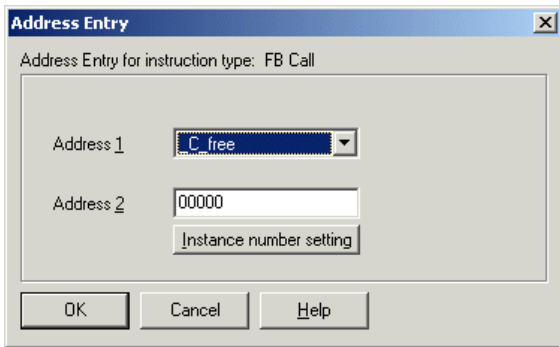 Address Entry
Address Entry for instruction type: FB Call
Address 1 _C_free
Address 2 00000
Instance number setting
OK Cancel Help